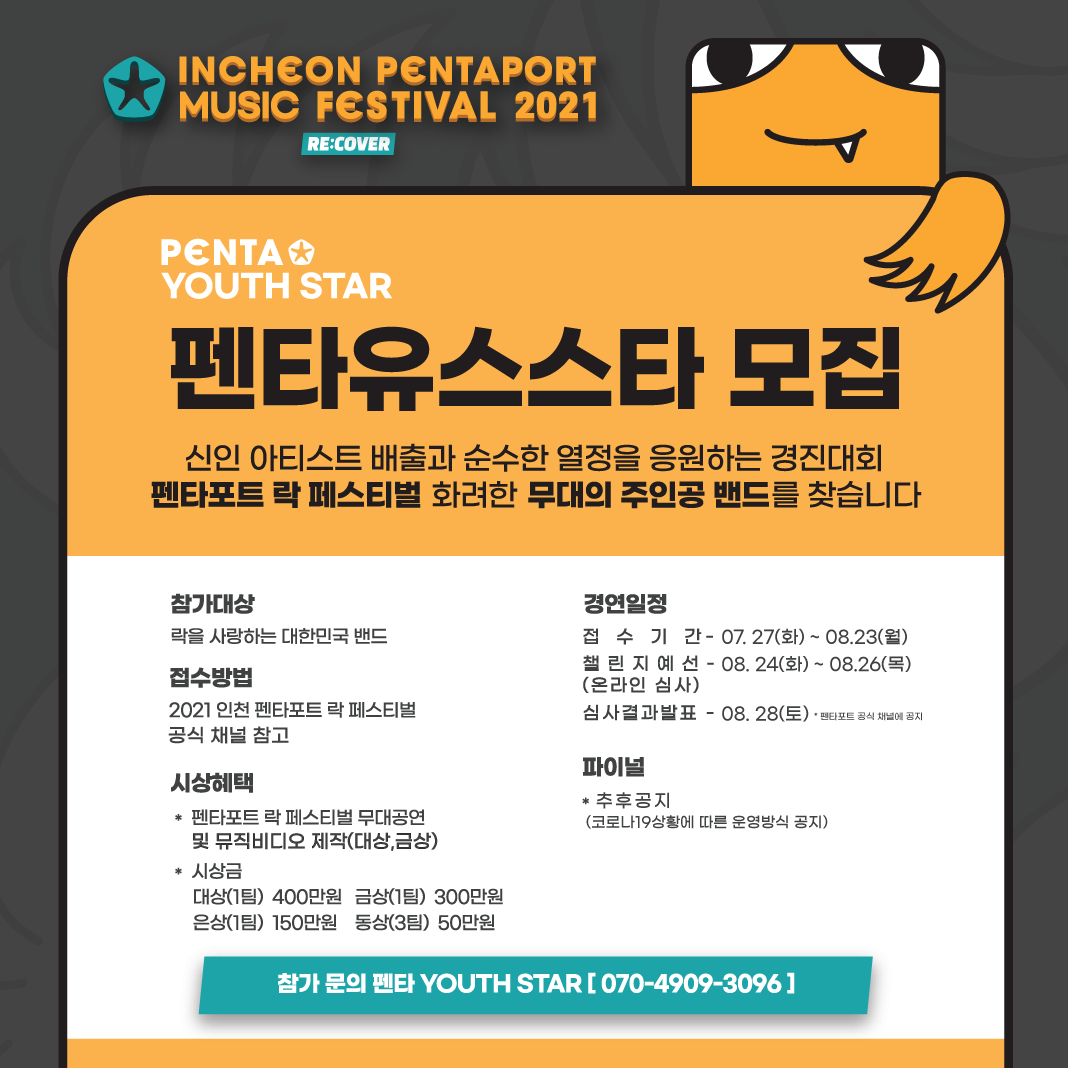 INCHEON PENTAPORT
MUSIC FESTIVAL 2021
RE:COVER
PENTA
YOUTH STAR
펜타유스스타 모집
신인 아티스트 배출과 순수한 열정을 응원하는 경진대회
펜타포트 락 페스티벌 화려한 무대의 주인공 밴드를 찾습니다
참가대상
락을 사랑하는 대한민국 밴드
접수방법
2021 인천 펜타포트 락 페스티벌
공식 채널 참고
시상혜택
* 펜타포트 락 페스티벌 무대공연
및 뮤직비디오 제작(대상,금상)
* 시상금
대상(1팀) 400만원 금상(1팀) 300만원
은상(1팀) 150만원 동상(3팀) 50만원
경연일정
접 수 기 간 - 07. 27(화) ~ 08.23(월)
챌린지예선 - 08. 24(화) ~ 08.26(목)
(온라인 심사)
심사결과발표 - 08. 28(토) * 펜타포트 공식 채널에 공지
파이널
* 추후공지
(코로나19상황에 따른 운영방식 공지)
참가 문의 펜타 YOUTH STAR [ 070-4909-3096 ]